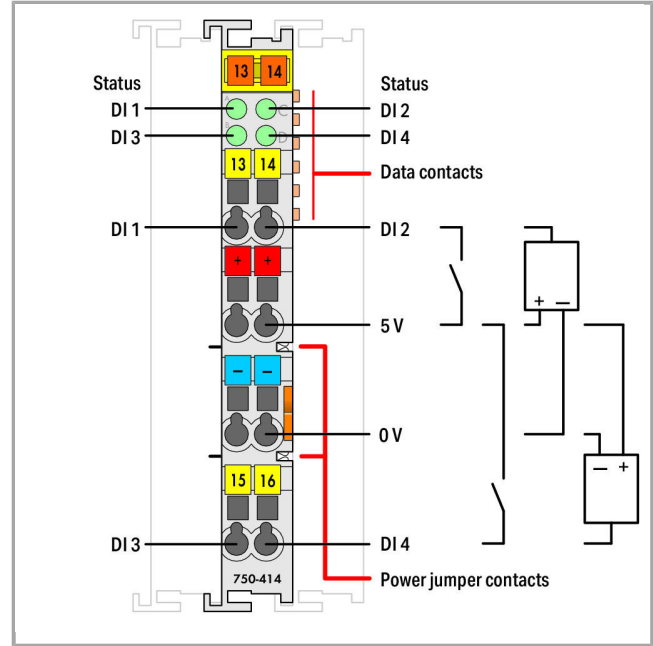 13 14
Status
Status
A
C
DI 1
DI 2
B
D
DI 3
DI 4
13 14
Data contacts
DI 1
DI 2
+ +
+ −
5 V
− −
0 V
− +
15 16
DI 3
DI 4
750-414
Power jumper contacts